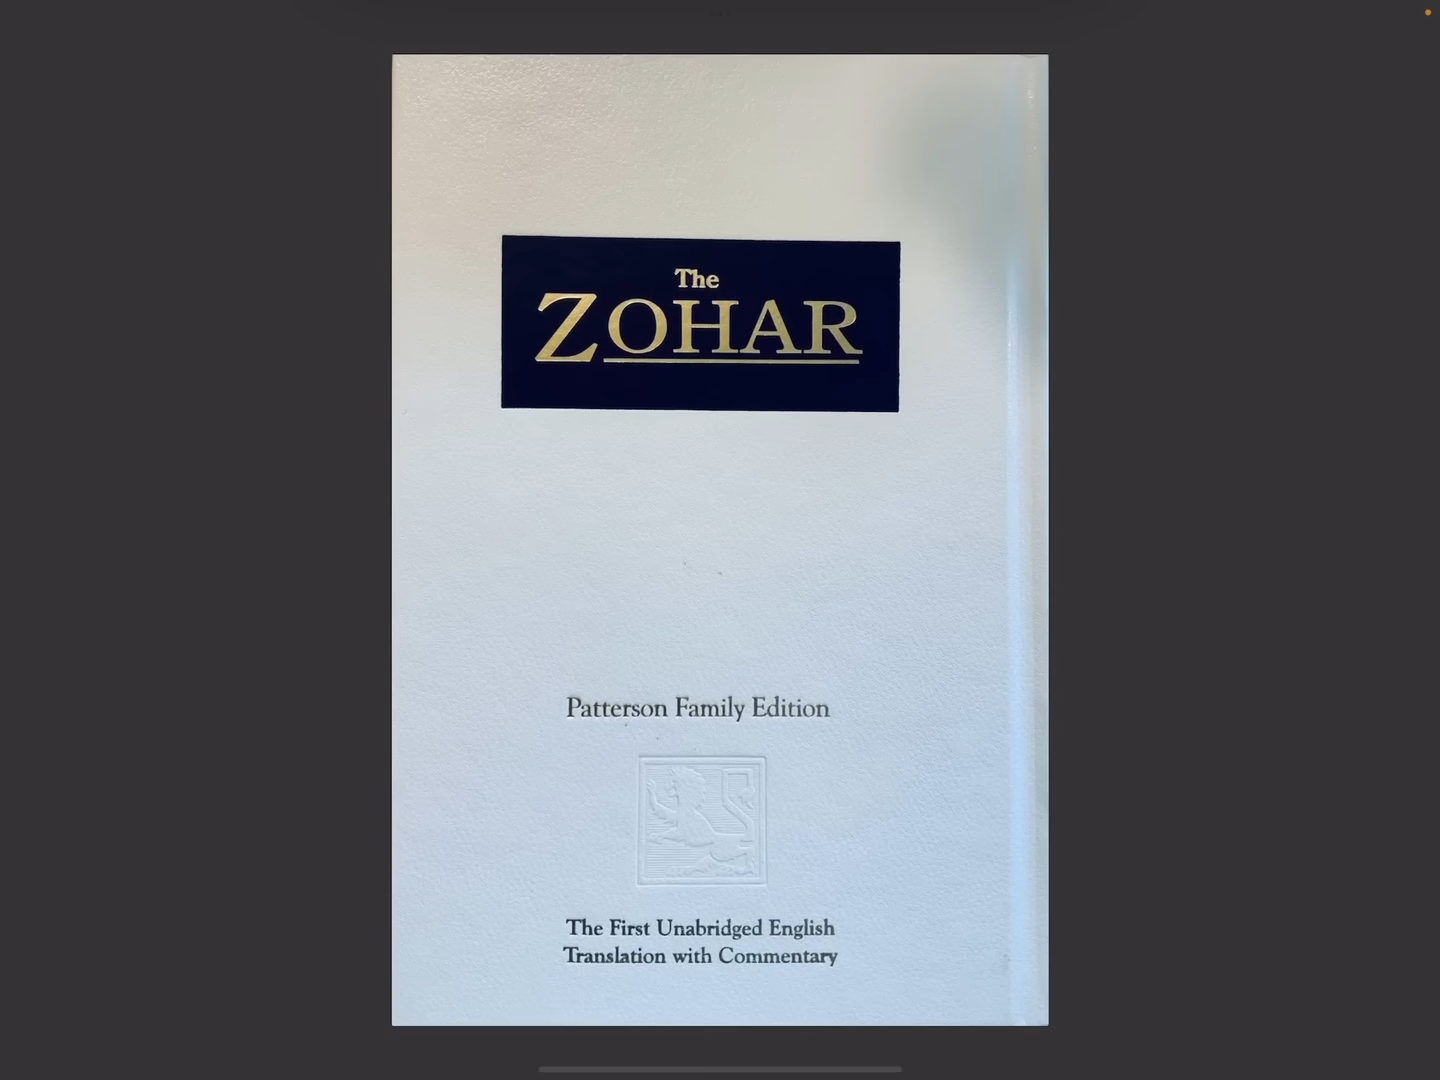 The
ZOHAR
Patterson Family Edition
The First Unabridged English
Translation with Commentary